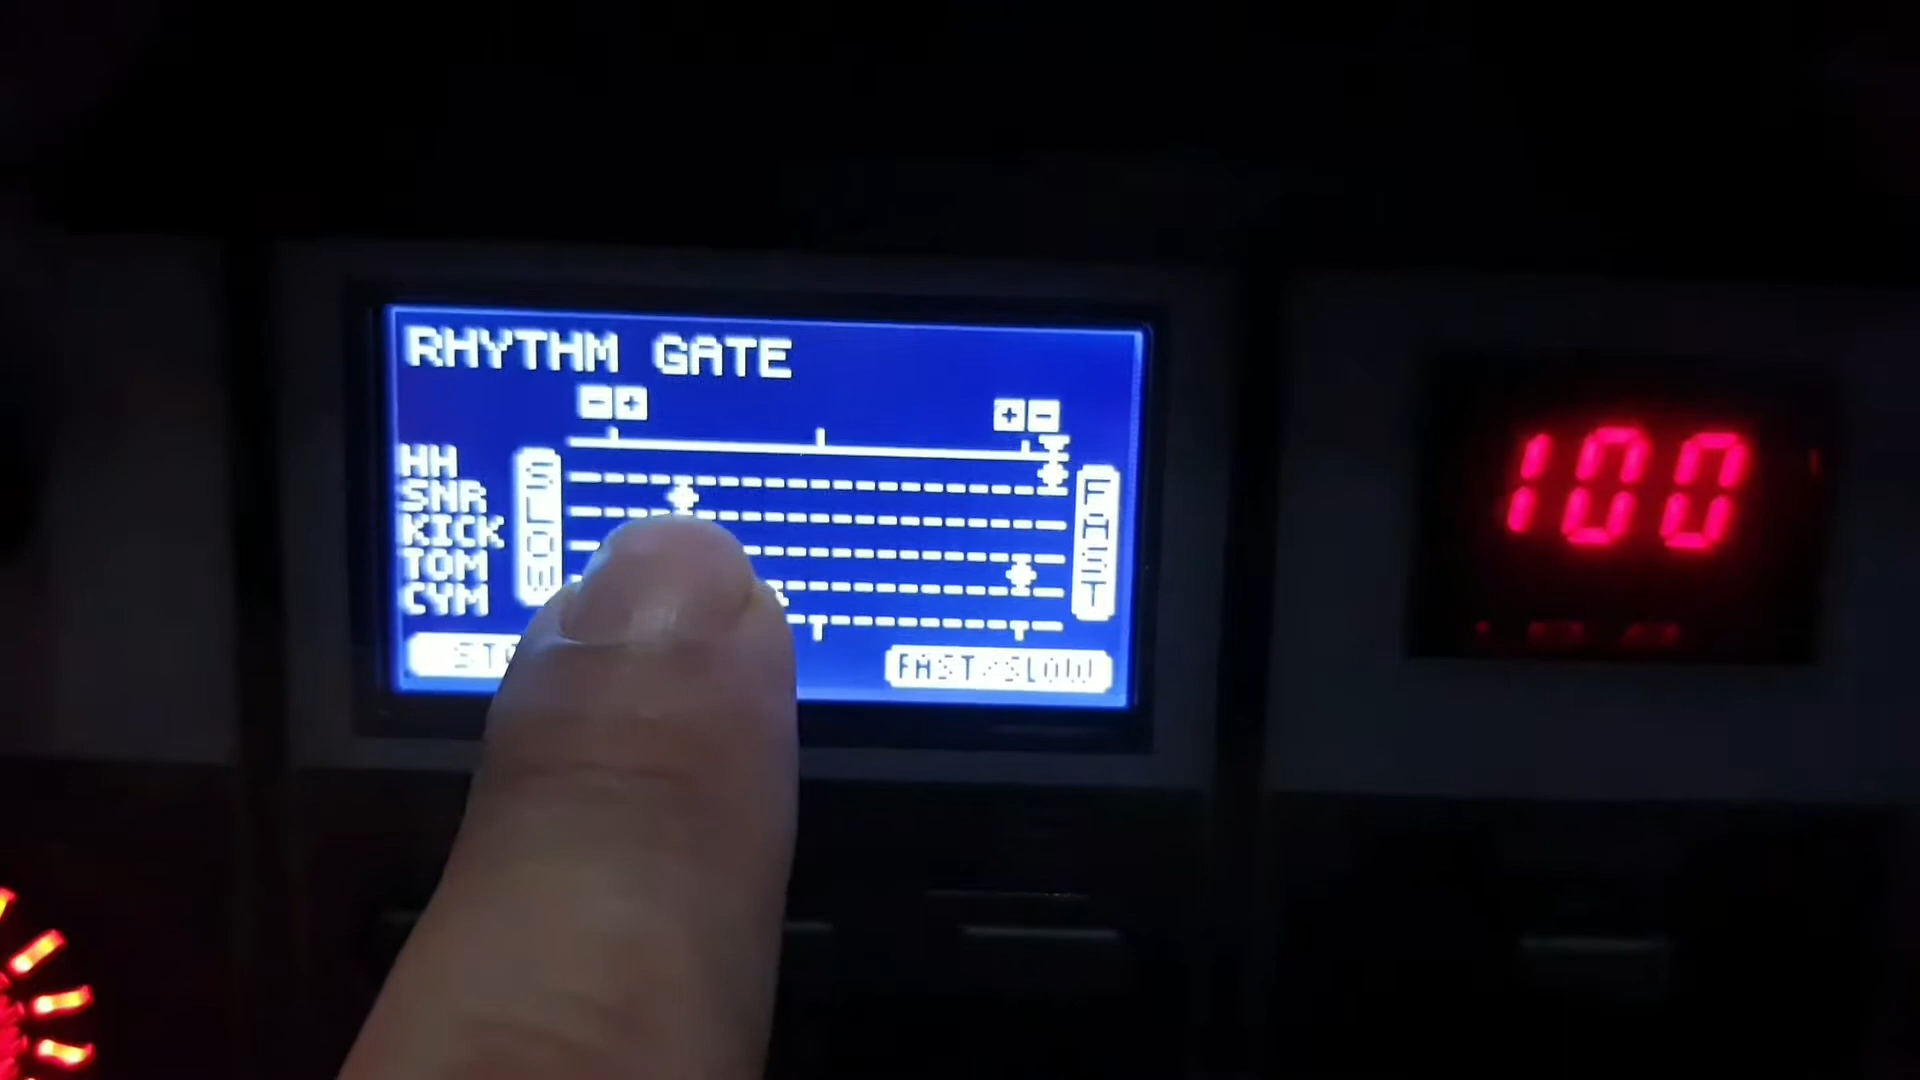 RHYTHM GATE
- + + -
HH
SNR
KICK
TOM
CYM
SLOW
FAST
FAST/SLOW
100